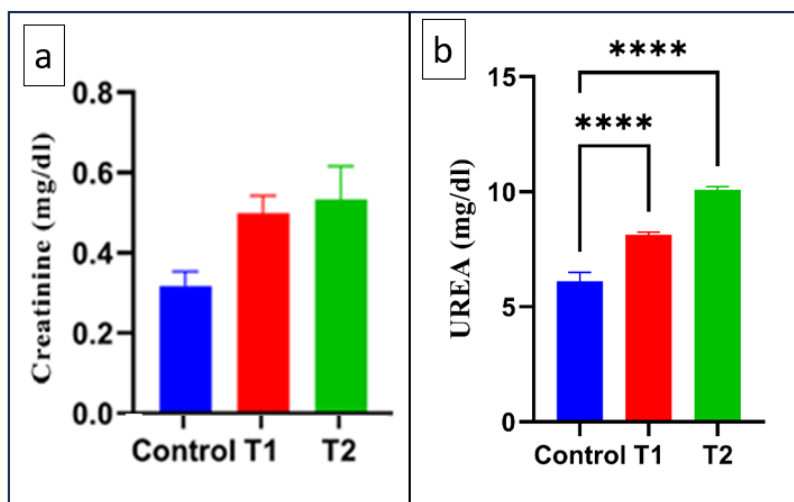 a
Creatinine (mg/dl)
0.8
0.6
0.4
0.2
0.0
Control T1 T2
b
UREA (mg/dl)
15
10
5
0
****
****
Control T1 T2